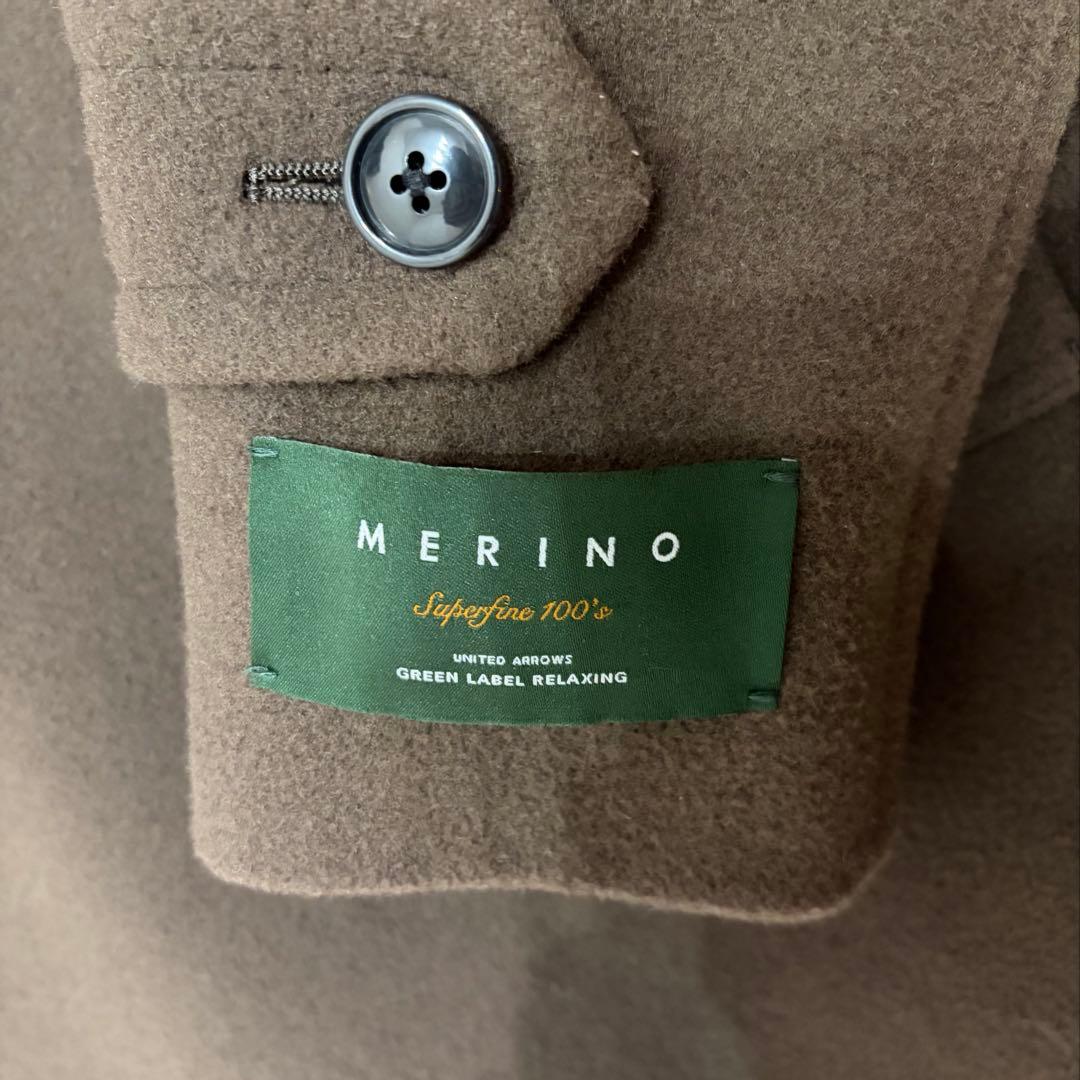 MERINO
Superfine 100's
UNITED ARROWS
GREEN LABEL RELAXING